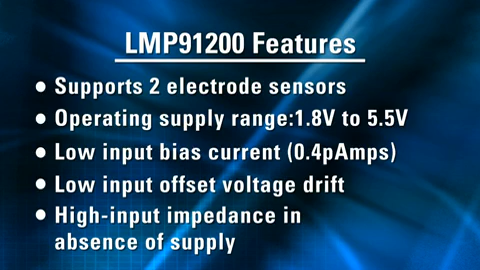 LMP91200 Features
• Supports 2 electrode sensors
• Operating supply range:1.8V to 5.5V
• Low input bias current (0.4pAmps)
• Low input offset voltage drift
• High-input impedance in
absence of supply